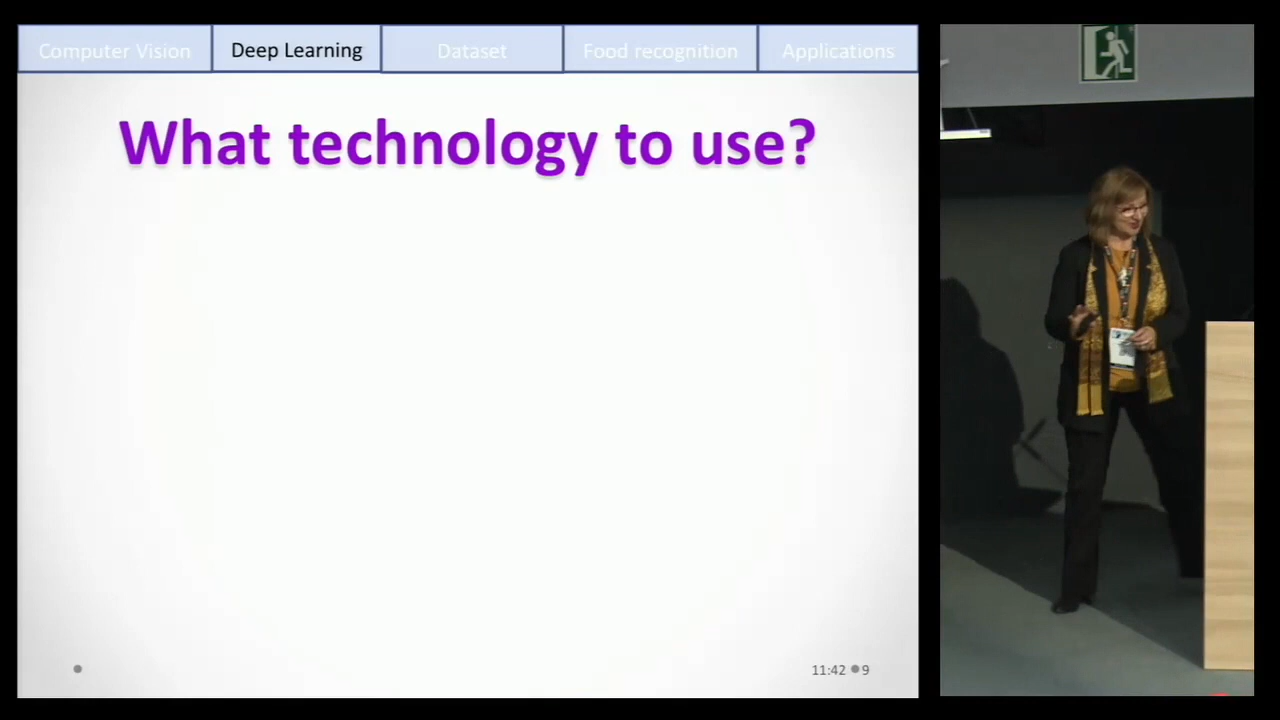 Computer Vision
Deep Learning
Dataset
Food recognition
Applications
What technology to use?
11:42
9